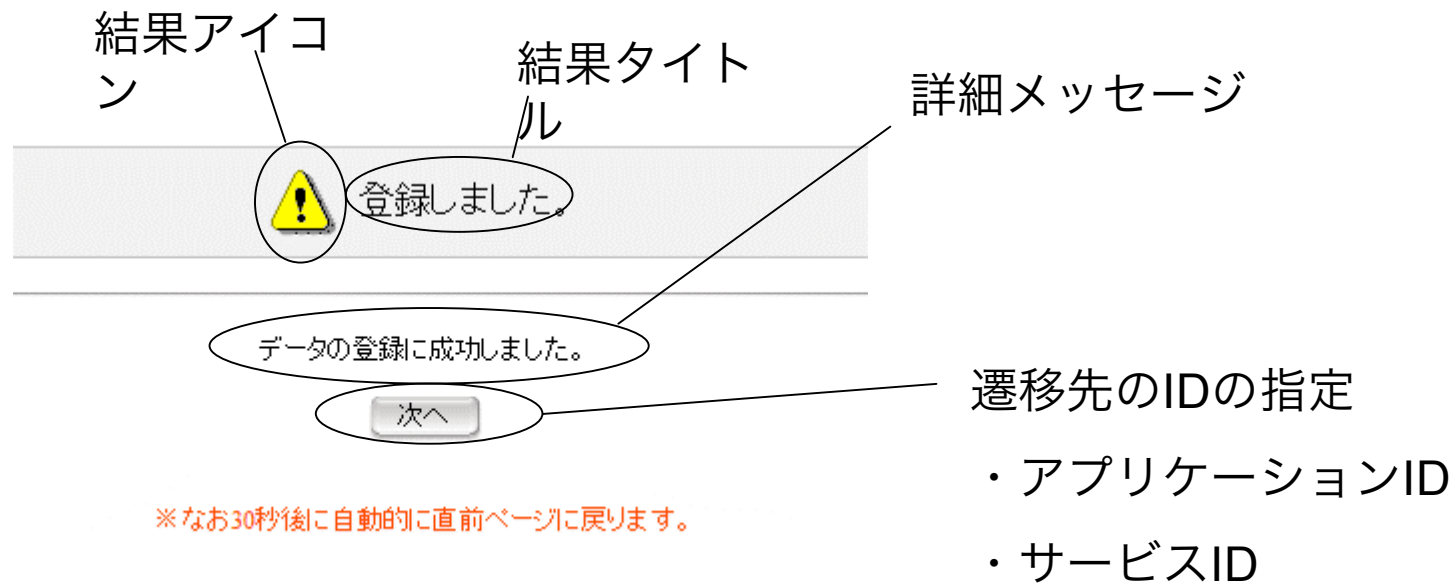 結果アイコ
ン
結果タイト
ル
詳細メッセージ
登録しました。
データの登録に成功しました。
次へ
遷移先のIDの指定
・アプリケーションID
・サービスID
※なお30秒後に自動的に直前ページに戻ります。